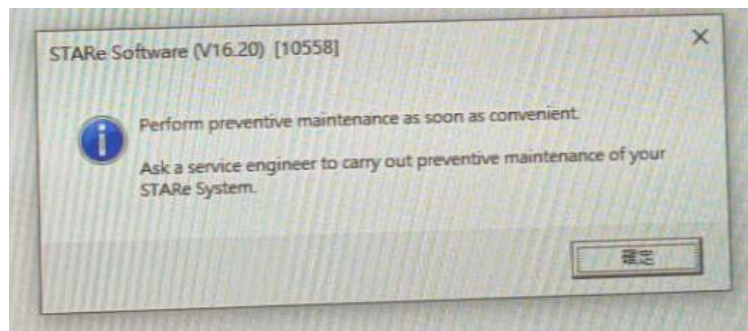 STARe Software (V16.20) [10558]
Perform preventive maintenance as soon as convenient.
Ask a service engineer to carry out preventive maintenance of your
STARe System.
確定